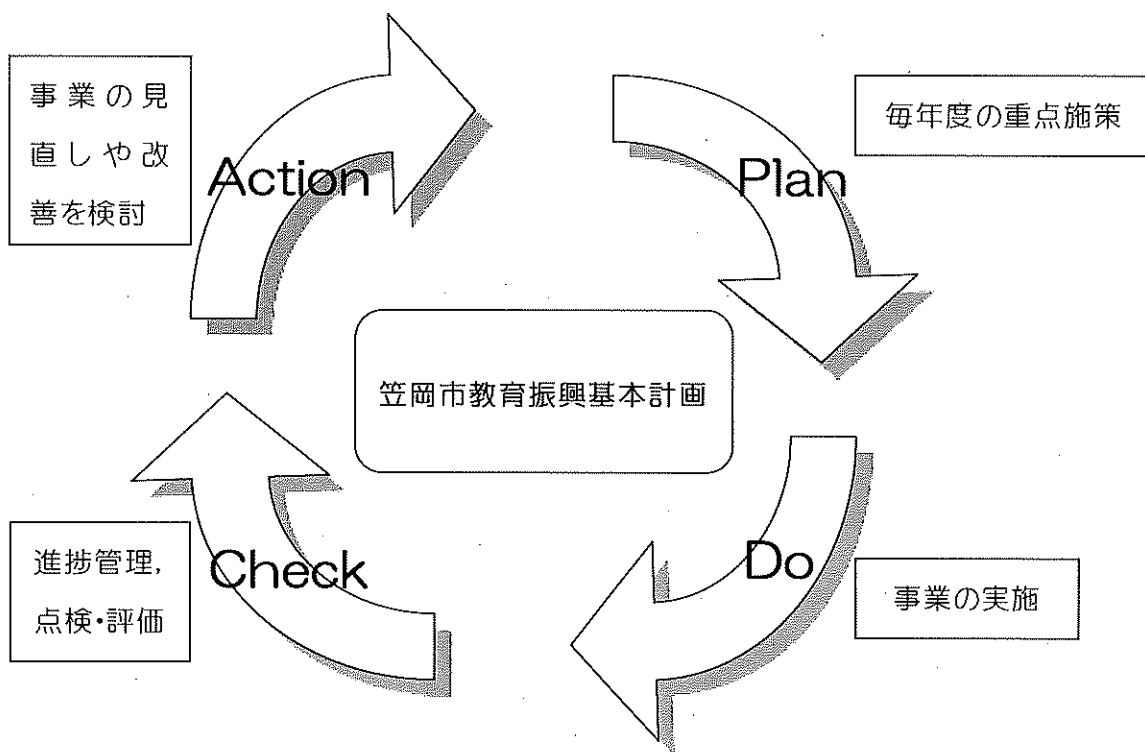 事業の見
直しや改
善を検討
Action
毎年度の重点施策
Plan
笠岡市教育振興基本計画
進捗管理,
点検・評価
Check
Do
事業の実施